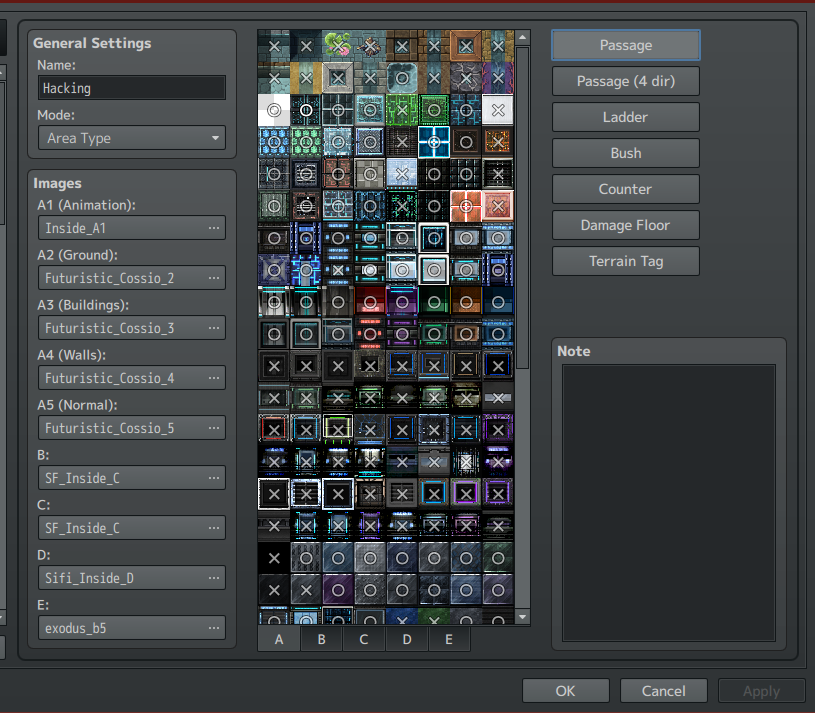 General Settings
Name:
Hacking
Mode:
Area Type
Images
A1 (Animation):
Inside_A1 ...
A2 (Ground):
Futuristic_Cossio_2 ...
A3 (Buildings):
Futuristic_Cossio_3 ...
A4 (Walls):
Futuristic_Cossio_4 ...
A5 (Normal):
Futuristic_Cossio_5 ...
B:
SF_Inside_C ...
C:
SF_Inside_C ...
D:
Sifi_Inside_D ...
E:
exodus_b5 ...
A B C D E
Passage
Passage (4 dir)
Ladder
Bush
Counter
Damage Floor
Terrain Tag
Note
OK Cancel Apply